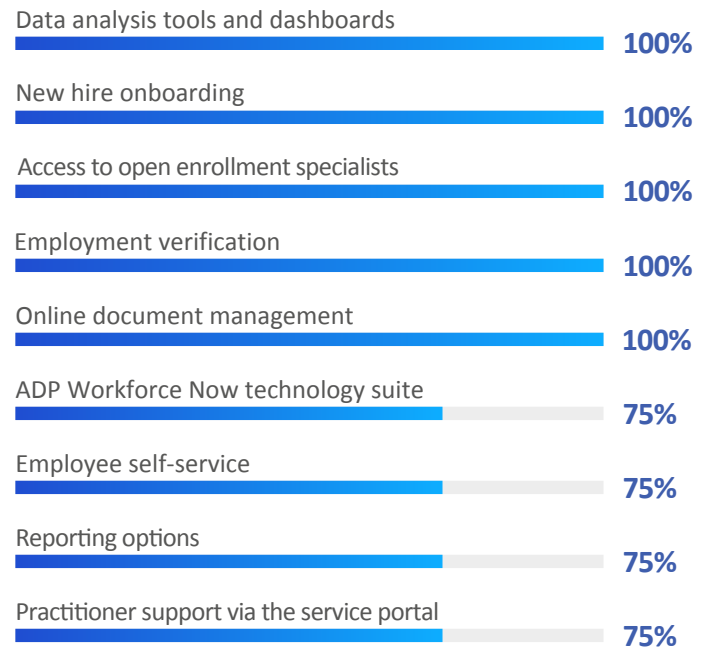 Data analysis tools and dashboards
100%
New hire onboarding
100%
Access to open enrollment specialists
100%
Employment verification
100%
Online document management
100%
ADP Workforce Now technology suite
75%
Employee self-service
75%
Reporting options
75%
Practitioner support via the service portal
75%